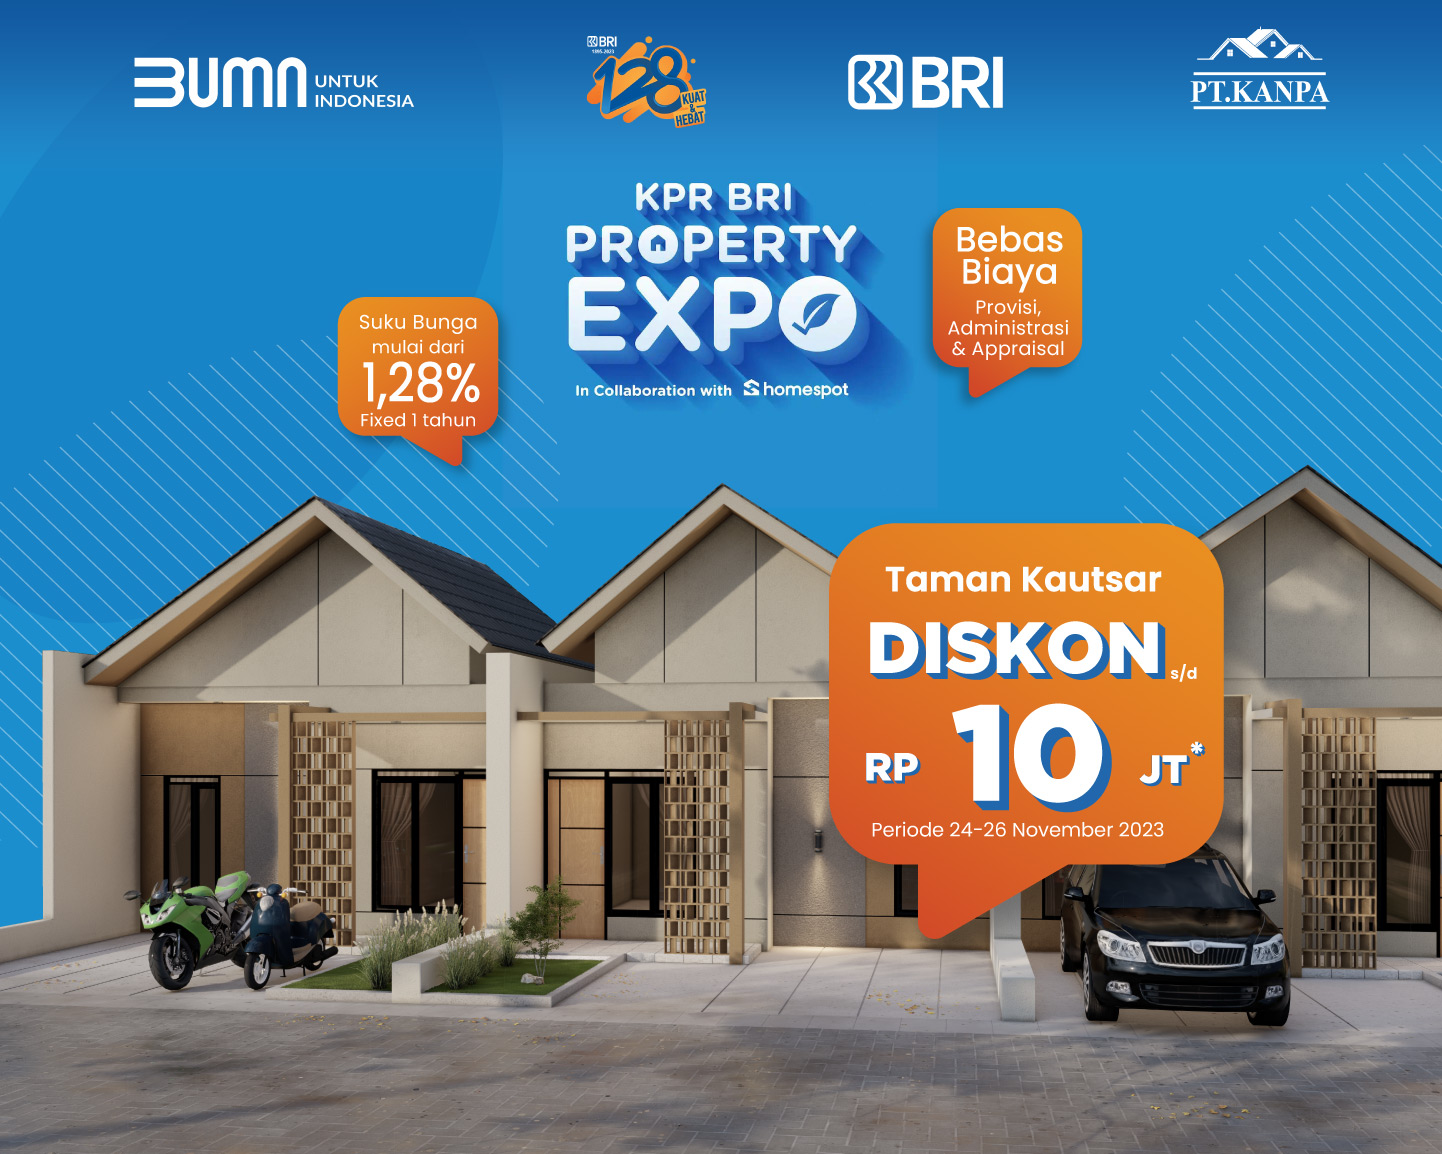 BUMN UNTUK
INDONESIA
BRI
1895-2023
128
KUAT
&
HEBAT
BRI
PT.KANPA
KPR BRI
PROPERTY
EXPO
In Collaboration with homespot
Bebas
Biaya
Provisi,
Administrasi
& Appraisal
Suku Bunga
mulai dari
1,28%
Fixed 1 tahun
Taman Kautsar
DISKON s/d
RP 10 JT*
Periode 24-26 November 2023